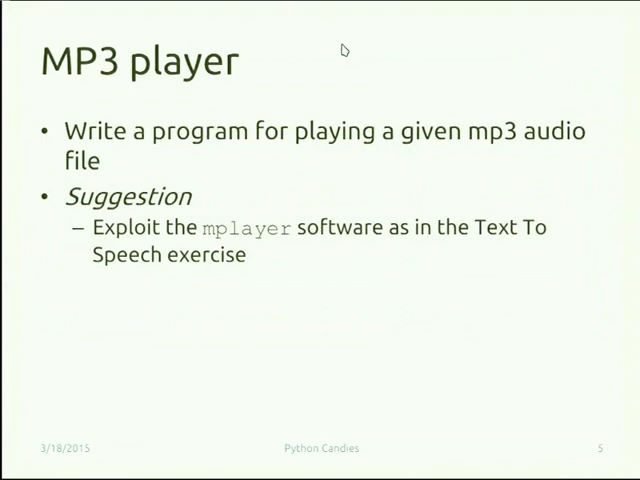 MP3 player
• Write a program for playing a given mp3 audio
file
• Suggestion
– Exploit the mplayer software as in the Text To
Speech exercise
3/18/2015
Python Candies
5